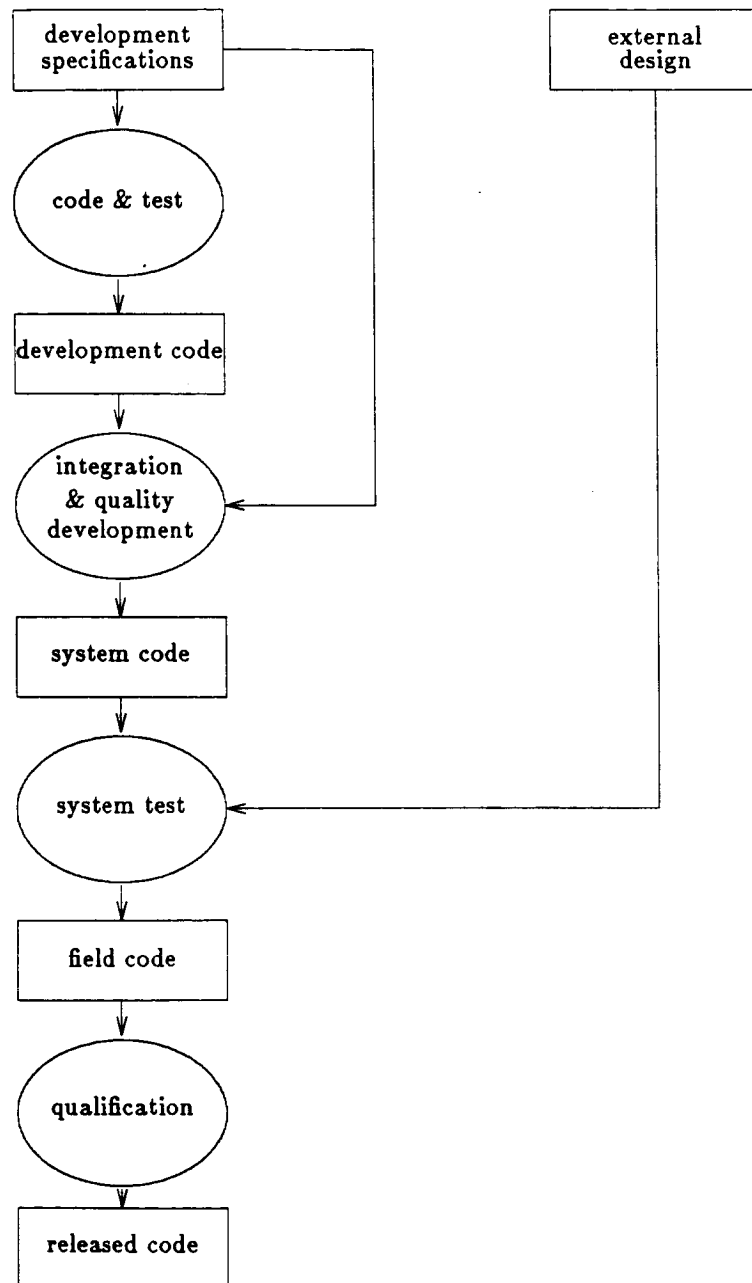 development
specifications
external
design
code & test
development code
integration
& quality
development
system code
system test
field code
qualification
released code